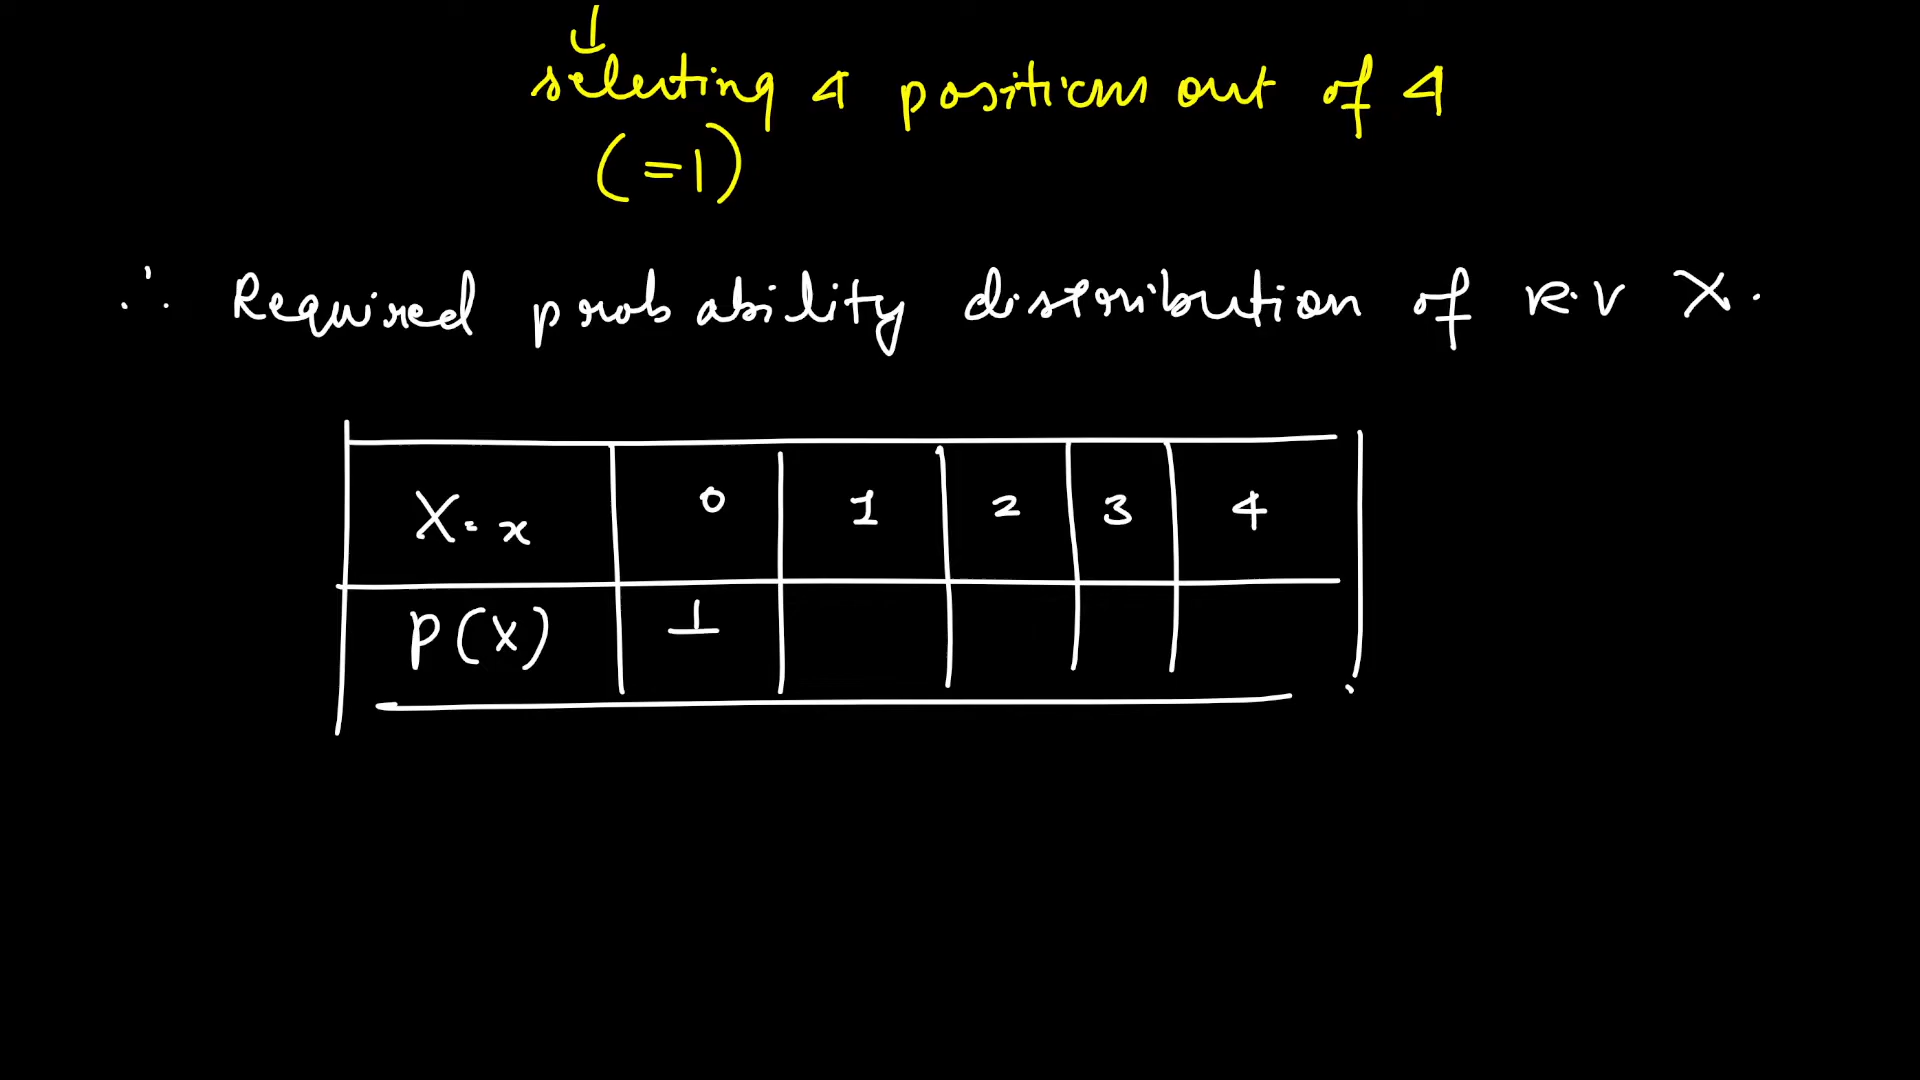 selecting 4 positions out of 4
(=1)
∴ Required probability distribution of R.V X.
X=x 0 1 2 3 4
P(X) 1